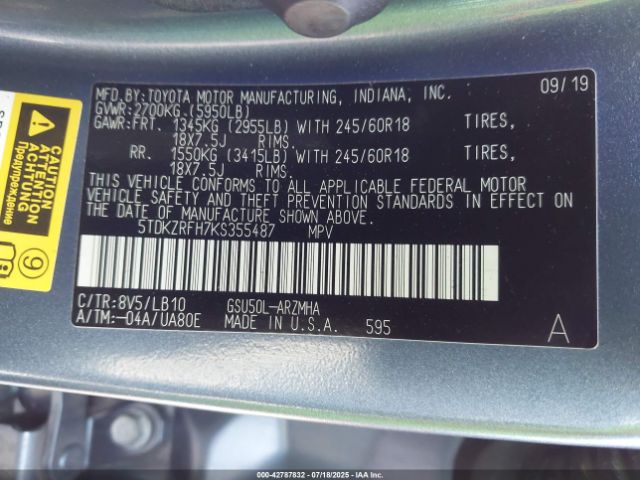 MFD.BY:TOYOTA MOTOR MANUFACTURING, INDIANA, INC. 09/19
GVWR:2700KG (5950LB)
GAWR:FRT. 1345KG (2955LB) WITH 245/60R18 TIRES,
18X7.5J RIMS.
RR. 1550KG (3415LB) WITH 245/60R18 TIRES,
18X7.5J RIMS.
THIS VEHICLE CONFORMS TO ALL APPLICABLE FEDERAL MOTOR
VEHICLE SAFETY AND THEFT PREVENTION STANDARDS IN EFFECT ON
THE DATE OF MANUFACTURE SHOWN ABOVE.
5TDKZRFH7KS355487 MPV
C/TR:8V5/LB10 GSU50L-ARZMHA
A/TM:-04A/UA80E MADE IN U.S.A. 595 A
CAUTION
ATTENTION
ACHTUNG
Предупреждение
9
000-42787832 - 07/18/2025 - IAAI.com